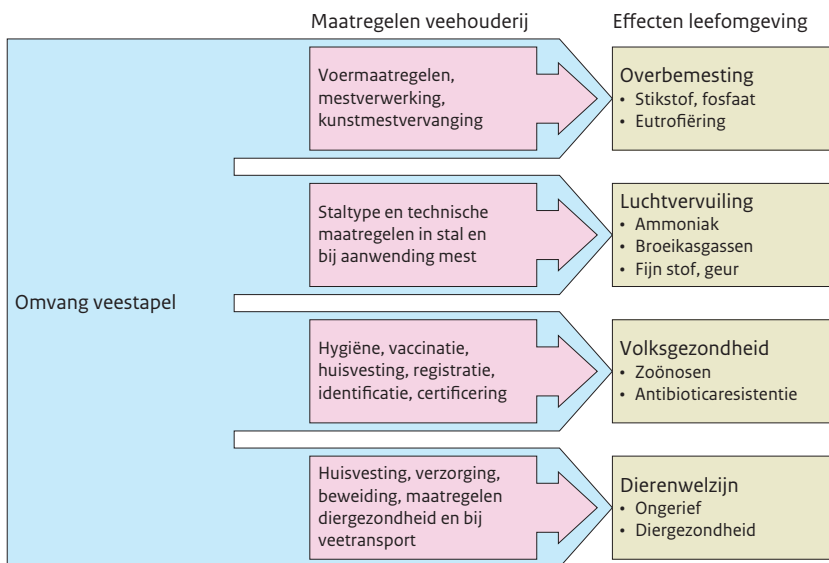 Maatregelen veehouderij
Effecten leefomgeving
Omvang veestapel
Voermaatregelen,
mestverwerking,
kunstmestvervanging
Overbemesting
• Stikstof, fosfaat
• Eutrofiëring
Staltype en technische
maatregelen in stal en
bij aanwending mest
Luchtvervuiling
• Ammoniak
• Broeikasgassen
• Fijn stof, geur
Hygiëne, vaccinatie,
huisvesting, registratie,
identificatie, certificering
Volksgezondheid
• Zoönosen
• Antibioticaresistentie
Huisvesting, verzorging,
beweiding, maatregelen
diergezondheid en bij
veetransport
Dierenwelzijn
• Ongerief
• Diergezondheid